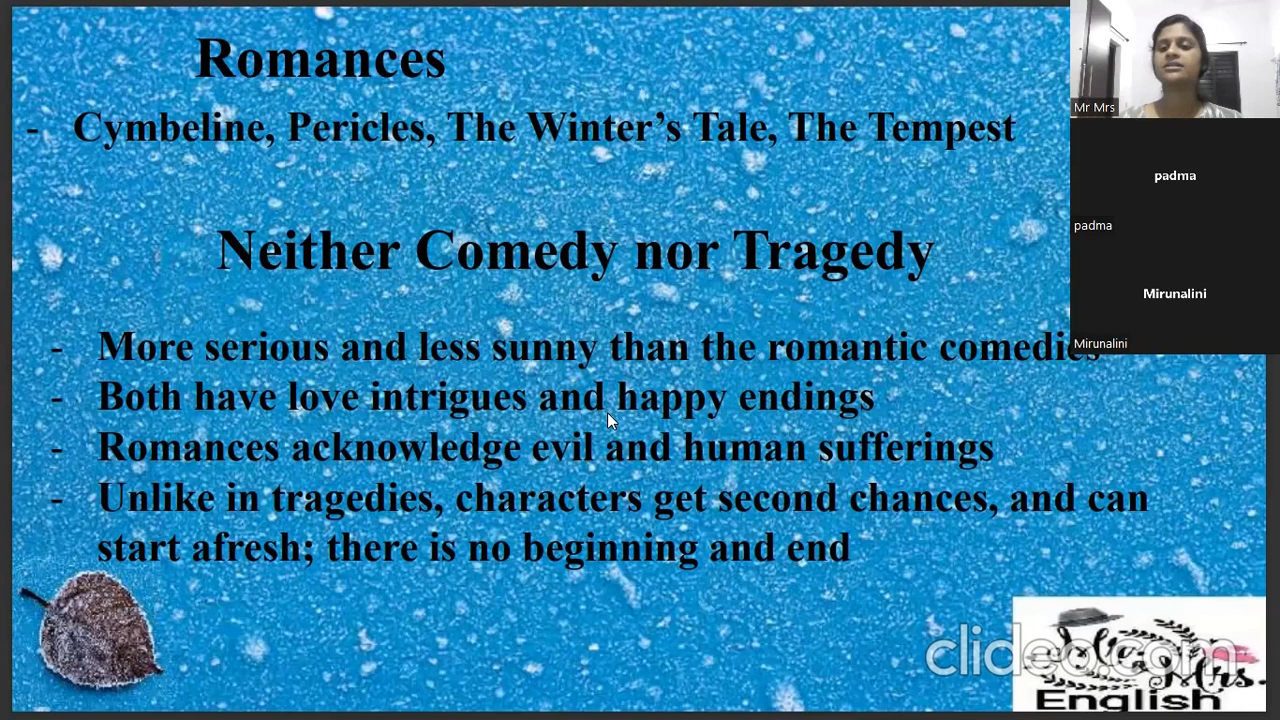 Romances
- Cymbeline, Pericles, The Winter's Tale, The Tempest
Neither Comedy nor Tragedy
- More serious and less sunny than the romantic comedies
- Both have love intrigues and happy endings
- Romances acknowledge evil and human sufferings
- Unlike in tragedies, characters get second chances, and can
start afresh; there is no beginning and end
Mr Mrs
padma
padma
Mirunalini
Mirunalini
clideo.com
Mrs.
English